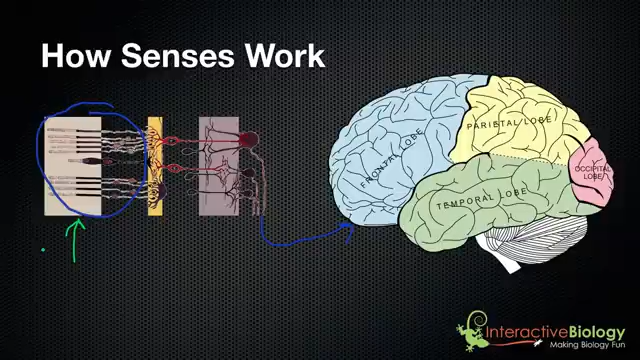 How Senses Work
FRONTAL LOBE
PARIETAL LOBE
OCCIPITAL
LOBE
TEMPORAL LOBE
InteractiveBiology
Making Biology Fun